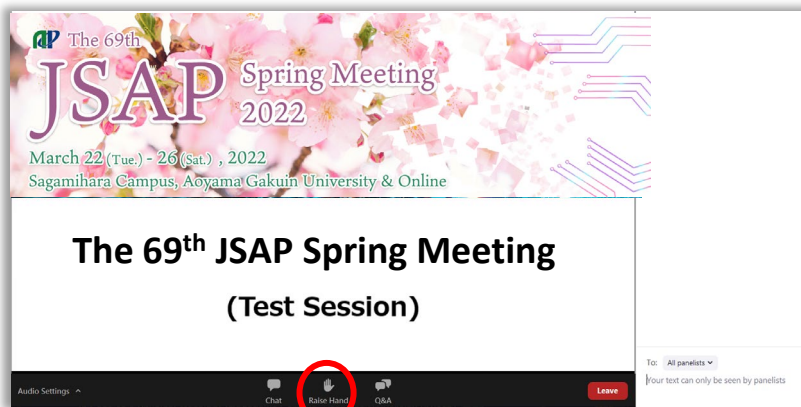 The 69th
JSAP Spring Meeting
2022
March 22 (Tue.) - 26 (Sat.) , 2022
Sagamihara Campus, Aoyama Gakuin University & Online
The 69th JSAP Spring Meeting
(Test Session)
To: All panelists
Your text can only be seen by panelists
Audio Settings
Chat
Raise Hand
Q&A
Leave